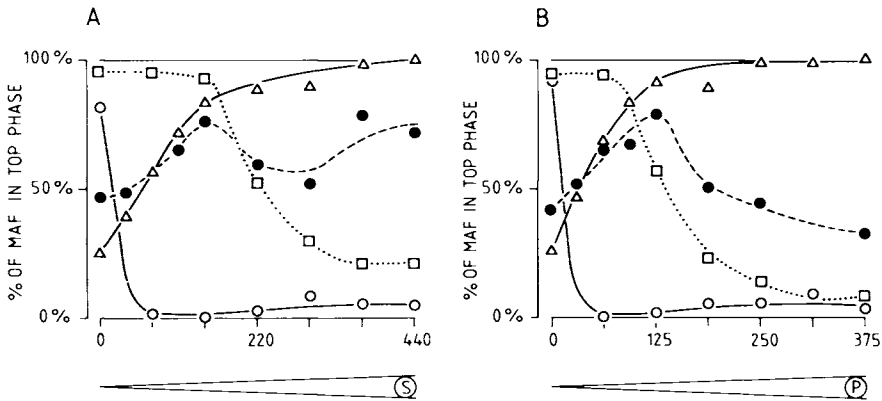 A
% OF MAF IN TOP PHASE
100%
50%
0%
0
220
440
S
B
% OF MAF IN TOP PHASE
100%
50%
0%
0
125
250
375
P